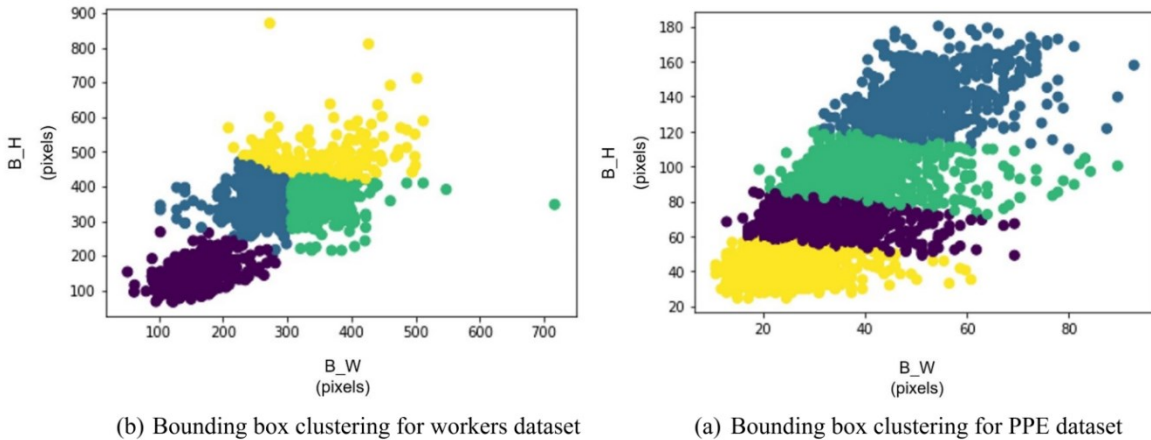 900
800
700
600
500
400
300
200
100
B_H
(pixels)
100 200 300 400 500 600 700
B_W
(pixels)
(b) Bounding box clustering for workers dataset
180
160
140
120
100
80
60
40
20
B_H
(pixels)
20 40 60 80
B_W
(pixels)
(a) Bounding box clustering for PPE dataset